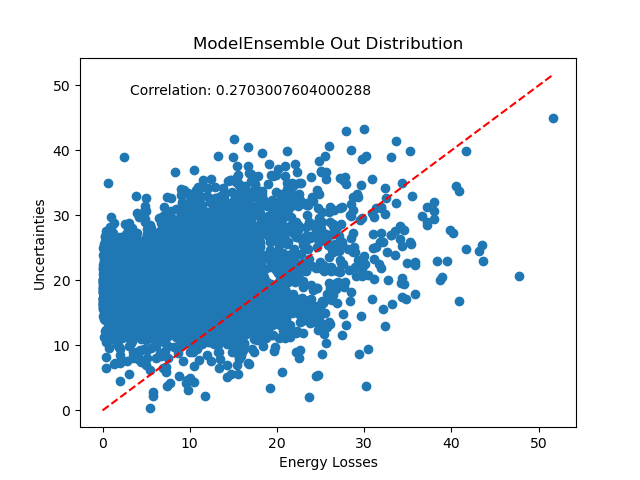 ModelEnsemble Out Distribution
Correlation: 0.2703007604000288
50
40
30
20
10
0
Uncertainties
0 10 20 30 40 50
Energy Losses